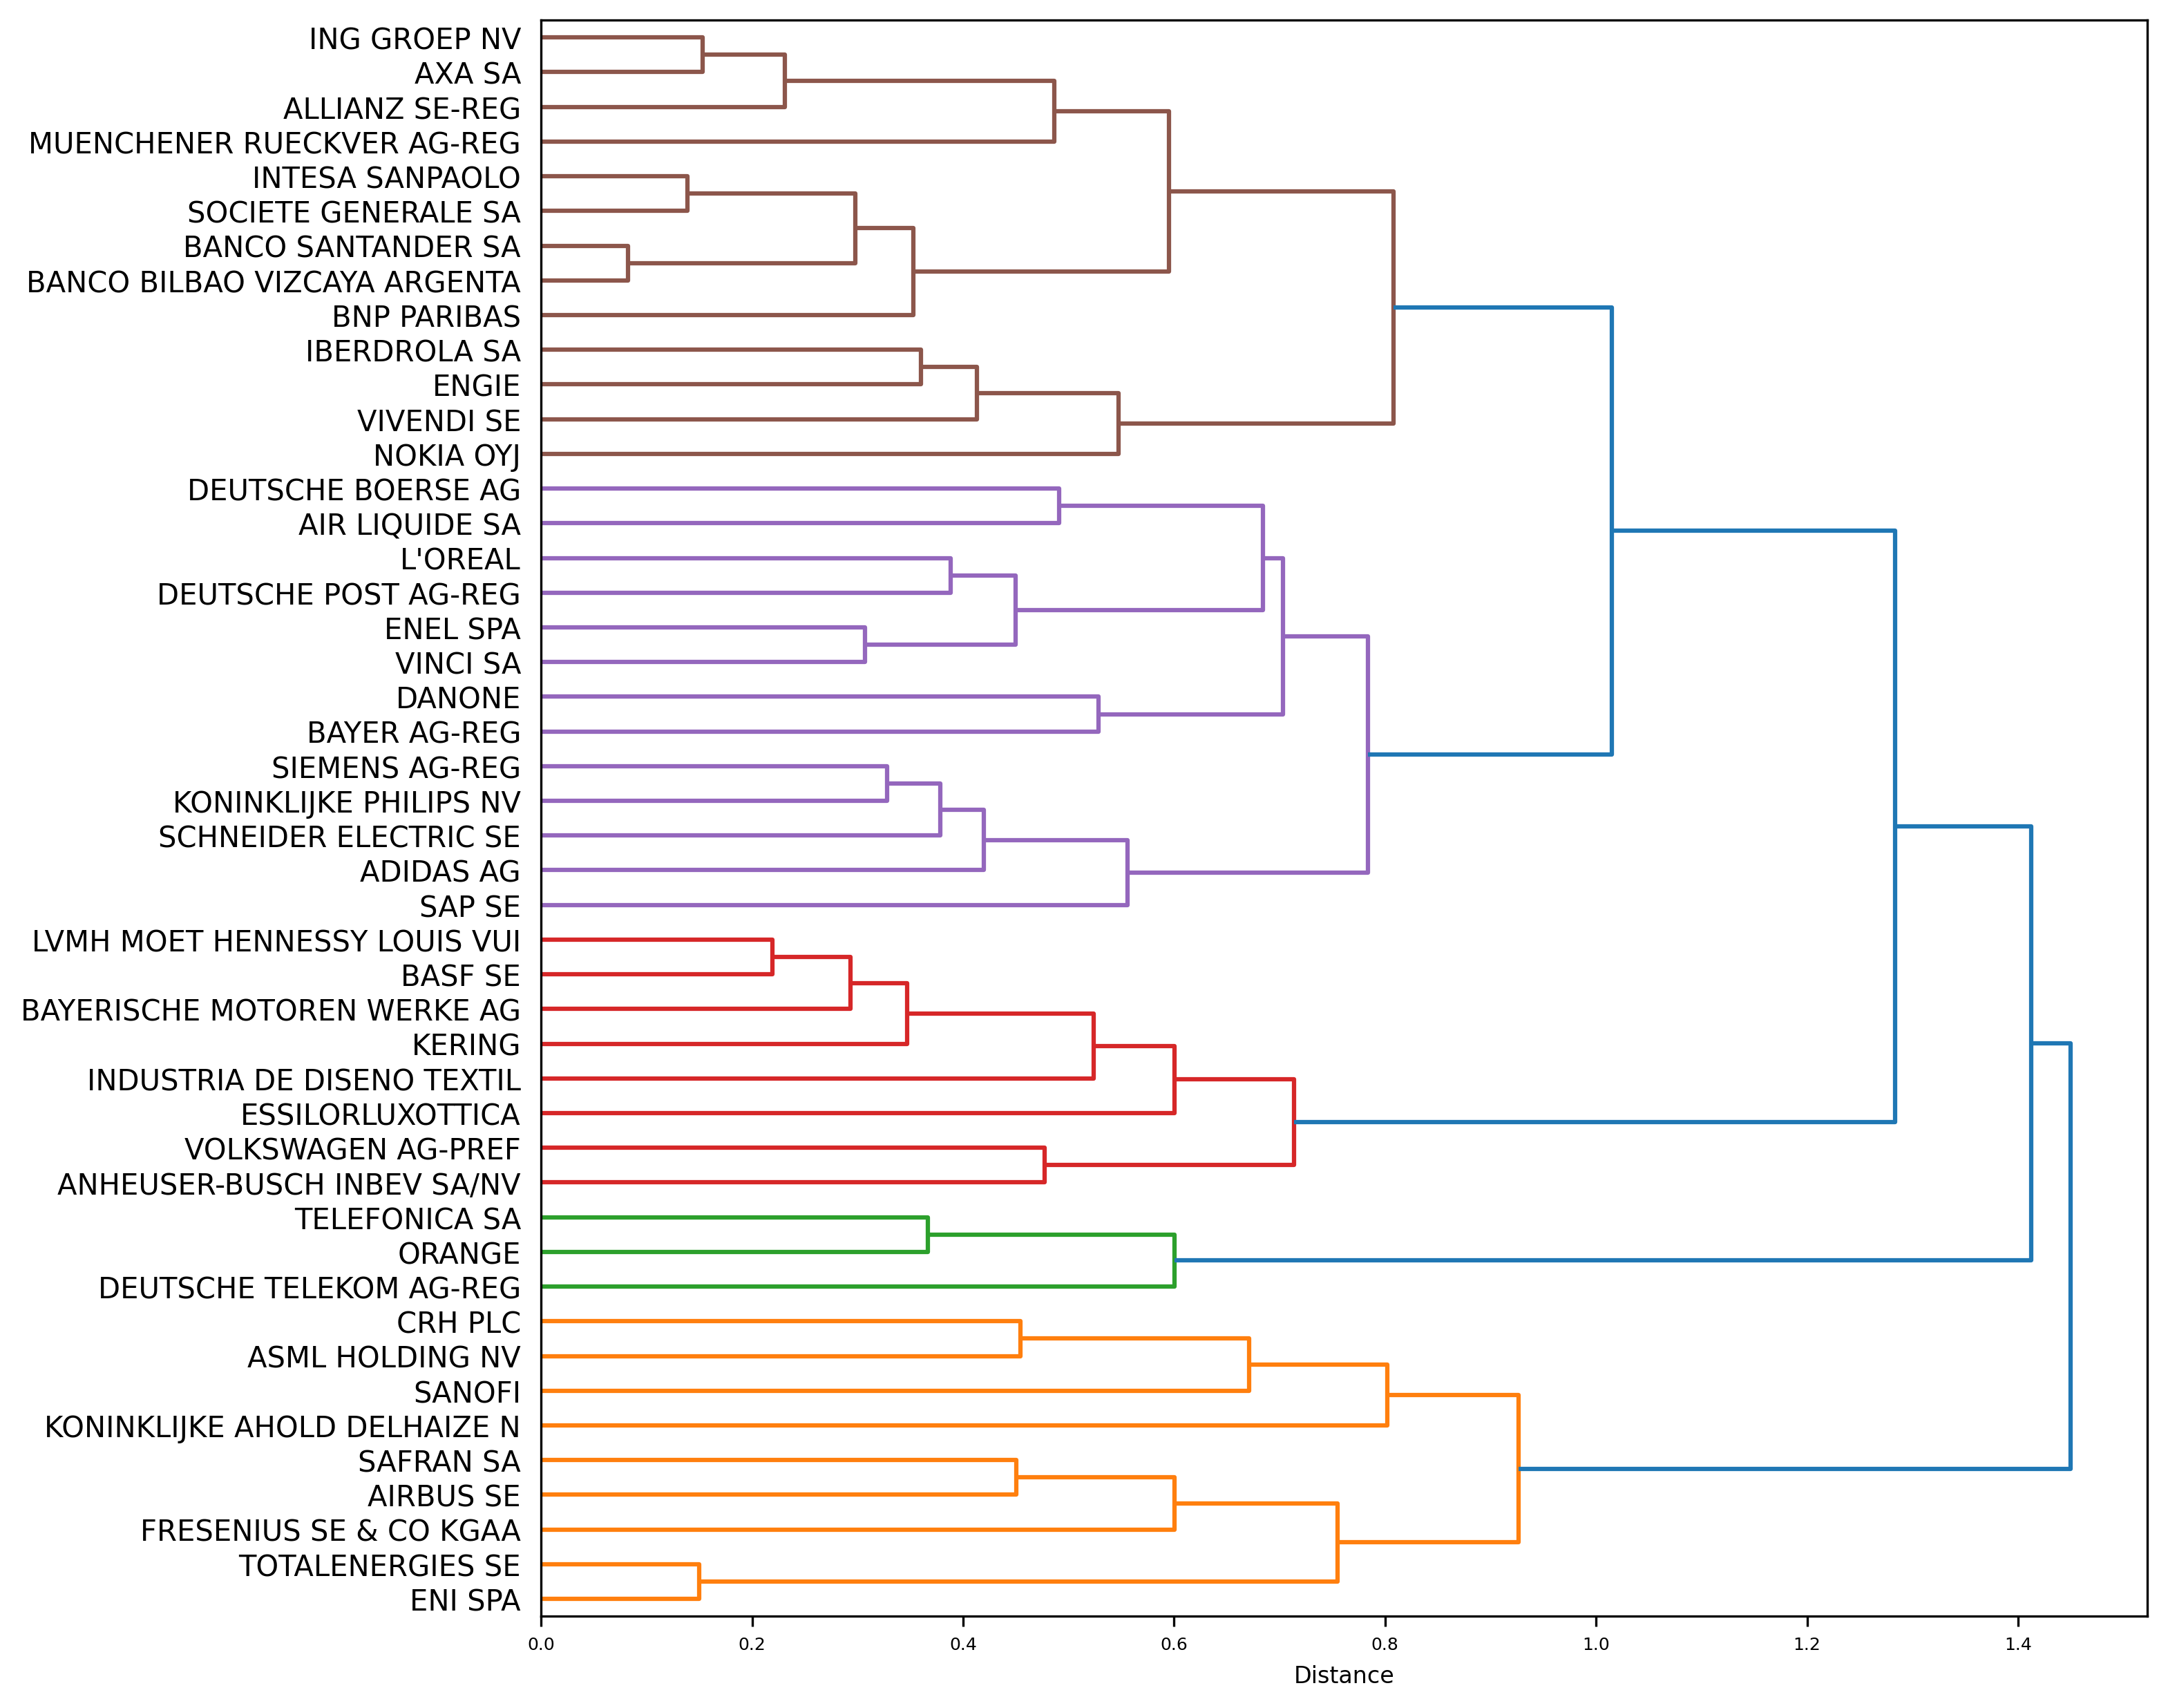 ING GROEP NV
AXA SA
ALLIANZ SE-REG
MUENCHENER RUECKVER AG-REG
INTESA SANPAOLO
SOCIETE GENERALE SA
BANCO SANTANDER SA
BANCO BILBAO VIZCAYA ARGENTA
BNP PARIBAS
IBERDROLA SA
ENGIE
VIVENDI SE
NOKIA OYJ
DEUTSCHE BOERSE AG
AIR LIQUIDE SA
L'OREAL
DEUTSCHE POST AG-REG
ENEL SPA
VINCI SA
DANONE
BAYER AG-REG
SIEMENS AG-REG
KONINKLIJKE PHILIPS NV
SCHNEIDER ELECTRIC SE
ADIDAS AG
SAP SE
LVMH MOET HENNESSY LOUIS VUI
BASF SE
BAYERISCHE MOTOREN WERKE AG
KERING
INDUSTRIA DE DISENO TEXTIL
ESSILORLUXOTTICA
VOLKSWAGEN AG-PREF
ANHEUSER-BUSCH INBEV SA/NV
TELEFONICA SA
ORANGE
DEUTSCHE TELEKOM AG-REG
CRH PLC
ASML HOLDING NV
SANOFI
KONINKLIJKE AHOLD DELHAIZE N
SAFRAN SA
AIRBUS SE
FRESENIUS SE & CO KGAA
TOTALENERGIES SE
ENI SPA
0.0 0.2 0.4 0.6 0.8 1.0 1.2 1.4
Distance